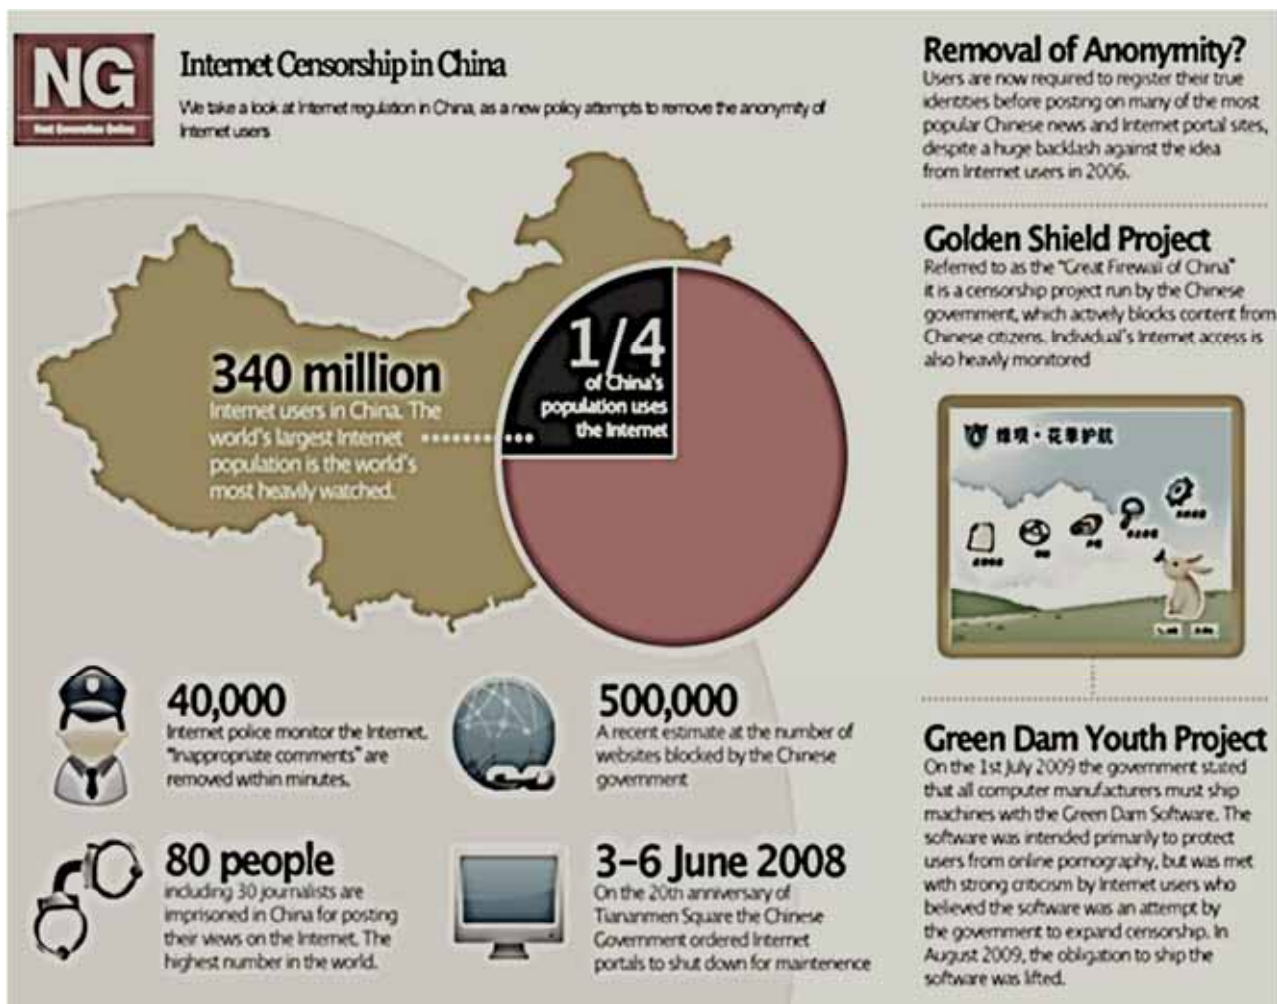 NG
Next Generation Online
Internet Censorship in China
We take a look at Internet regulation in China, as a new policy attempts to remove the anonymity of
Internet users
340 million
Internet users in China. The
world's largest Internet
population is the world's
most heavily watched.
1/4
of China's
population uses
the Internet
40,000
Internet police monitor the Internet.
"Inappropriate comments" are
removed within minutes.
500,000
A recent estimate at the number of
websites blocked by the Chinese
government
80 people
including 30 journalists are
imprisoned in China for posting
their views on the Internet. The
highest number in the world.
3-6 June 2008
On the 20th anniversary of
Tiananmen Square the Chinese
Government ordered Internet
portals to shut down for maintenence
Removal of Anonymity?
Users are now required to register their true
identities before posting on many of the most
popular Chinese news and Internet portal sites,
despite a huge backlash against the idea
from Internet users in 2006.
Golden Shield Project
Referred to as the "Great Firewall of China"
it is a censorship project run by the Chinese
government, which actively blocks content from
Chinese citizens. Individual's Internet access is
also heavily monitored
花季护航
Green Dam Youth Project
On the 1st July 2009 the government stated
that all computer manufacturers must ship
machines with the Green Dam Software. The
software was intended primarily to protect
users from online pornography, but was met
with strong criticism by Internet users who
believed the software was an attempt by
the government to expand censorship. In
August 2009, the obligation to ship the
software was lifted.